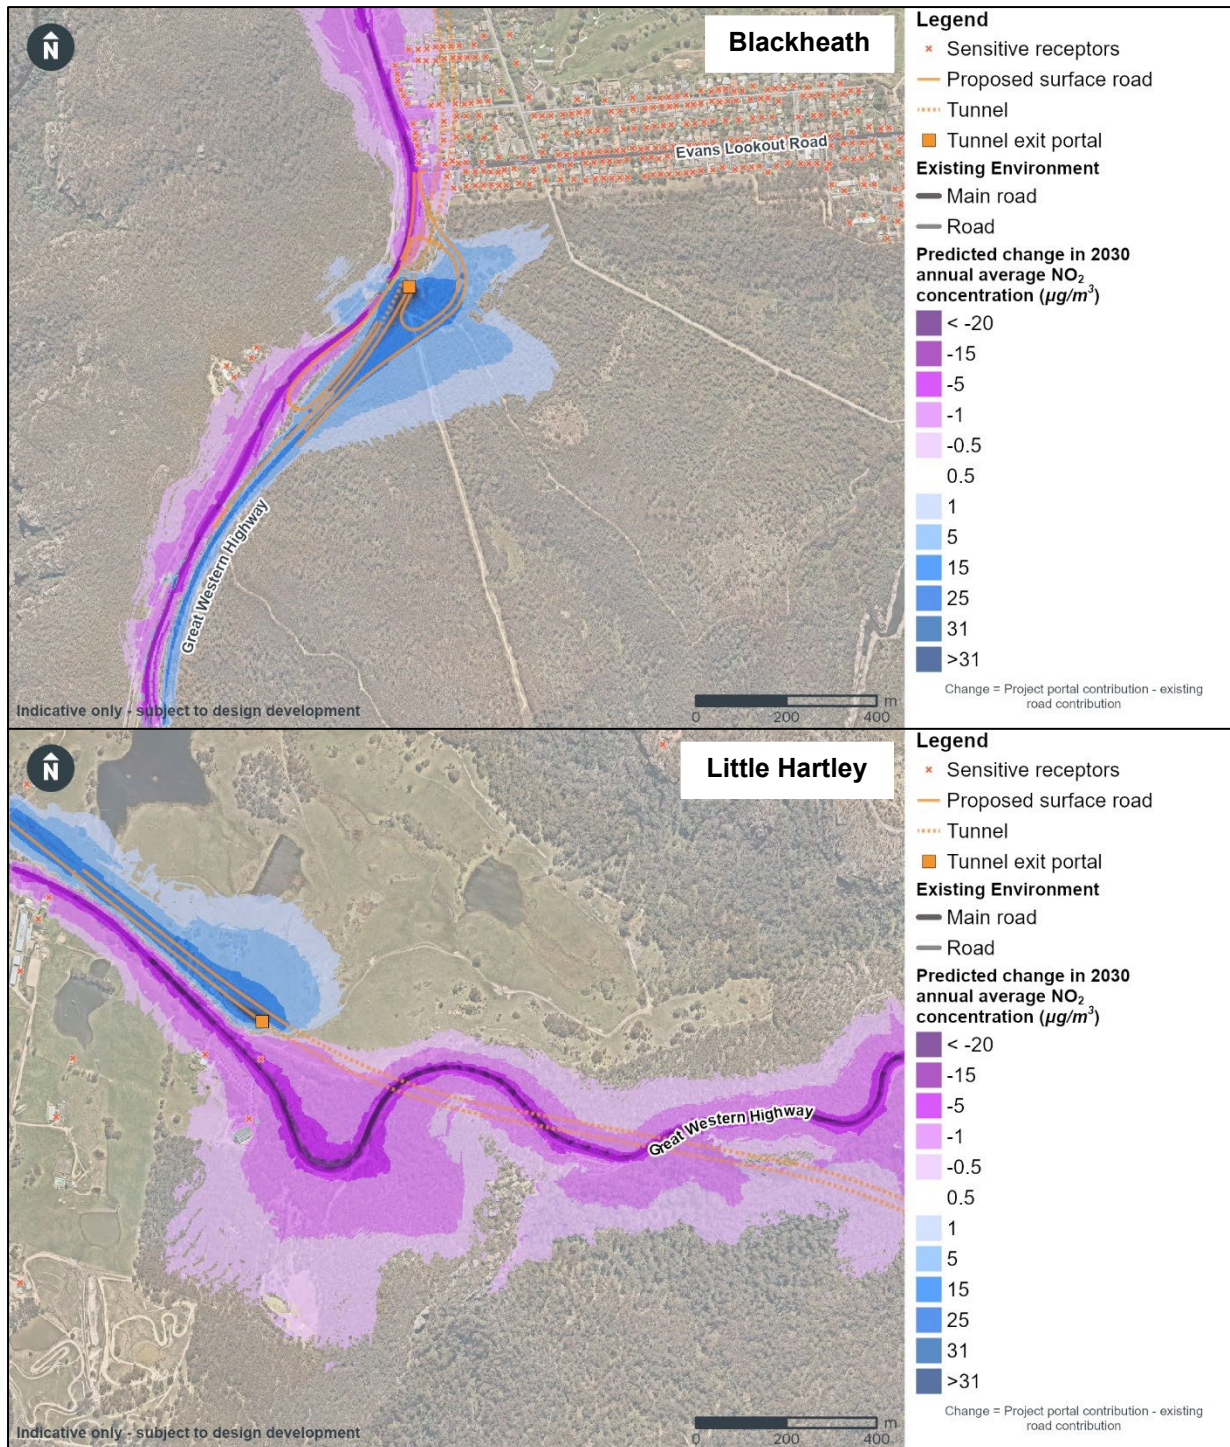 N
Blackheath
Evans Lookout Road
Great Western Highway
Indicative only - subject to design development
m
0 200 400
Legend
Sensitive receptors
Proposed surface road
Tunnel
Tunnel exit portal
Existing Environment
Main road
Road
Predicted change in 2030
annual average NO₂
concentration (µg/m³)
< -20
-15
-5
-1
-0.5
0.5
1
5
15
25
31
>31
Change = Project portal contribution - existing
road contribution
N
Little Hartley
Great Western Highway
Indicative only - subject to design development
m
0 200 400
Legend
Sensitive receptors
Proposed surface road
Tunnel
Tunnel exit portal
Existing Environment
Main road
Road
Predicted change in 2030
annual average NO₂
concentration (µg/m³)
< -20
-15
-5
-1
-0.5
0.5
1
5
15
25
31
>31
Change = Project portal contribution - existing
road contribution